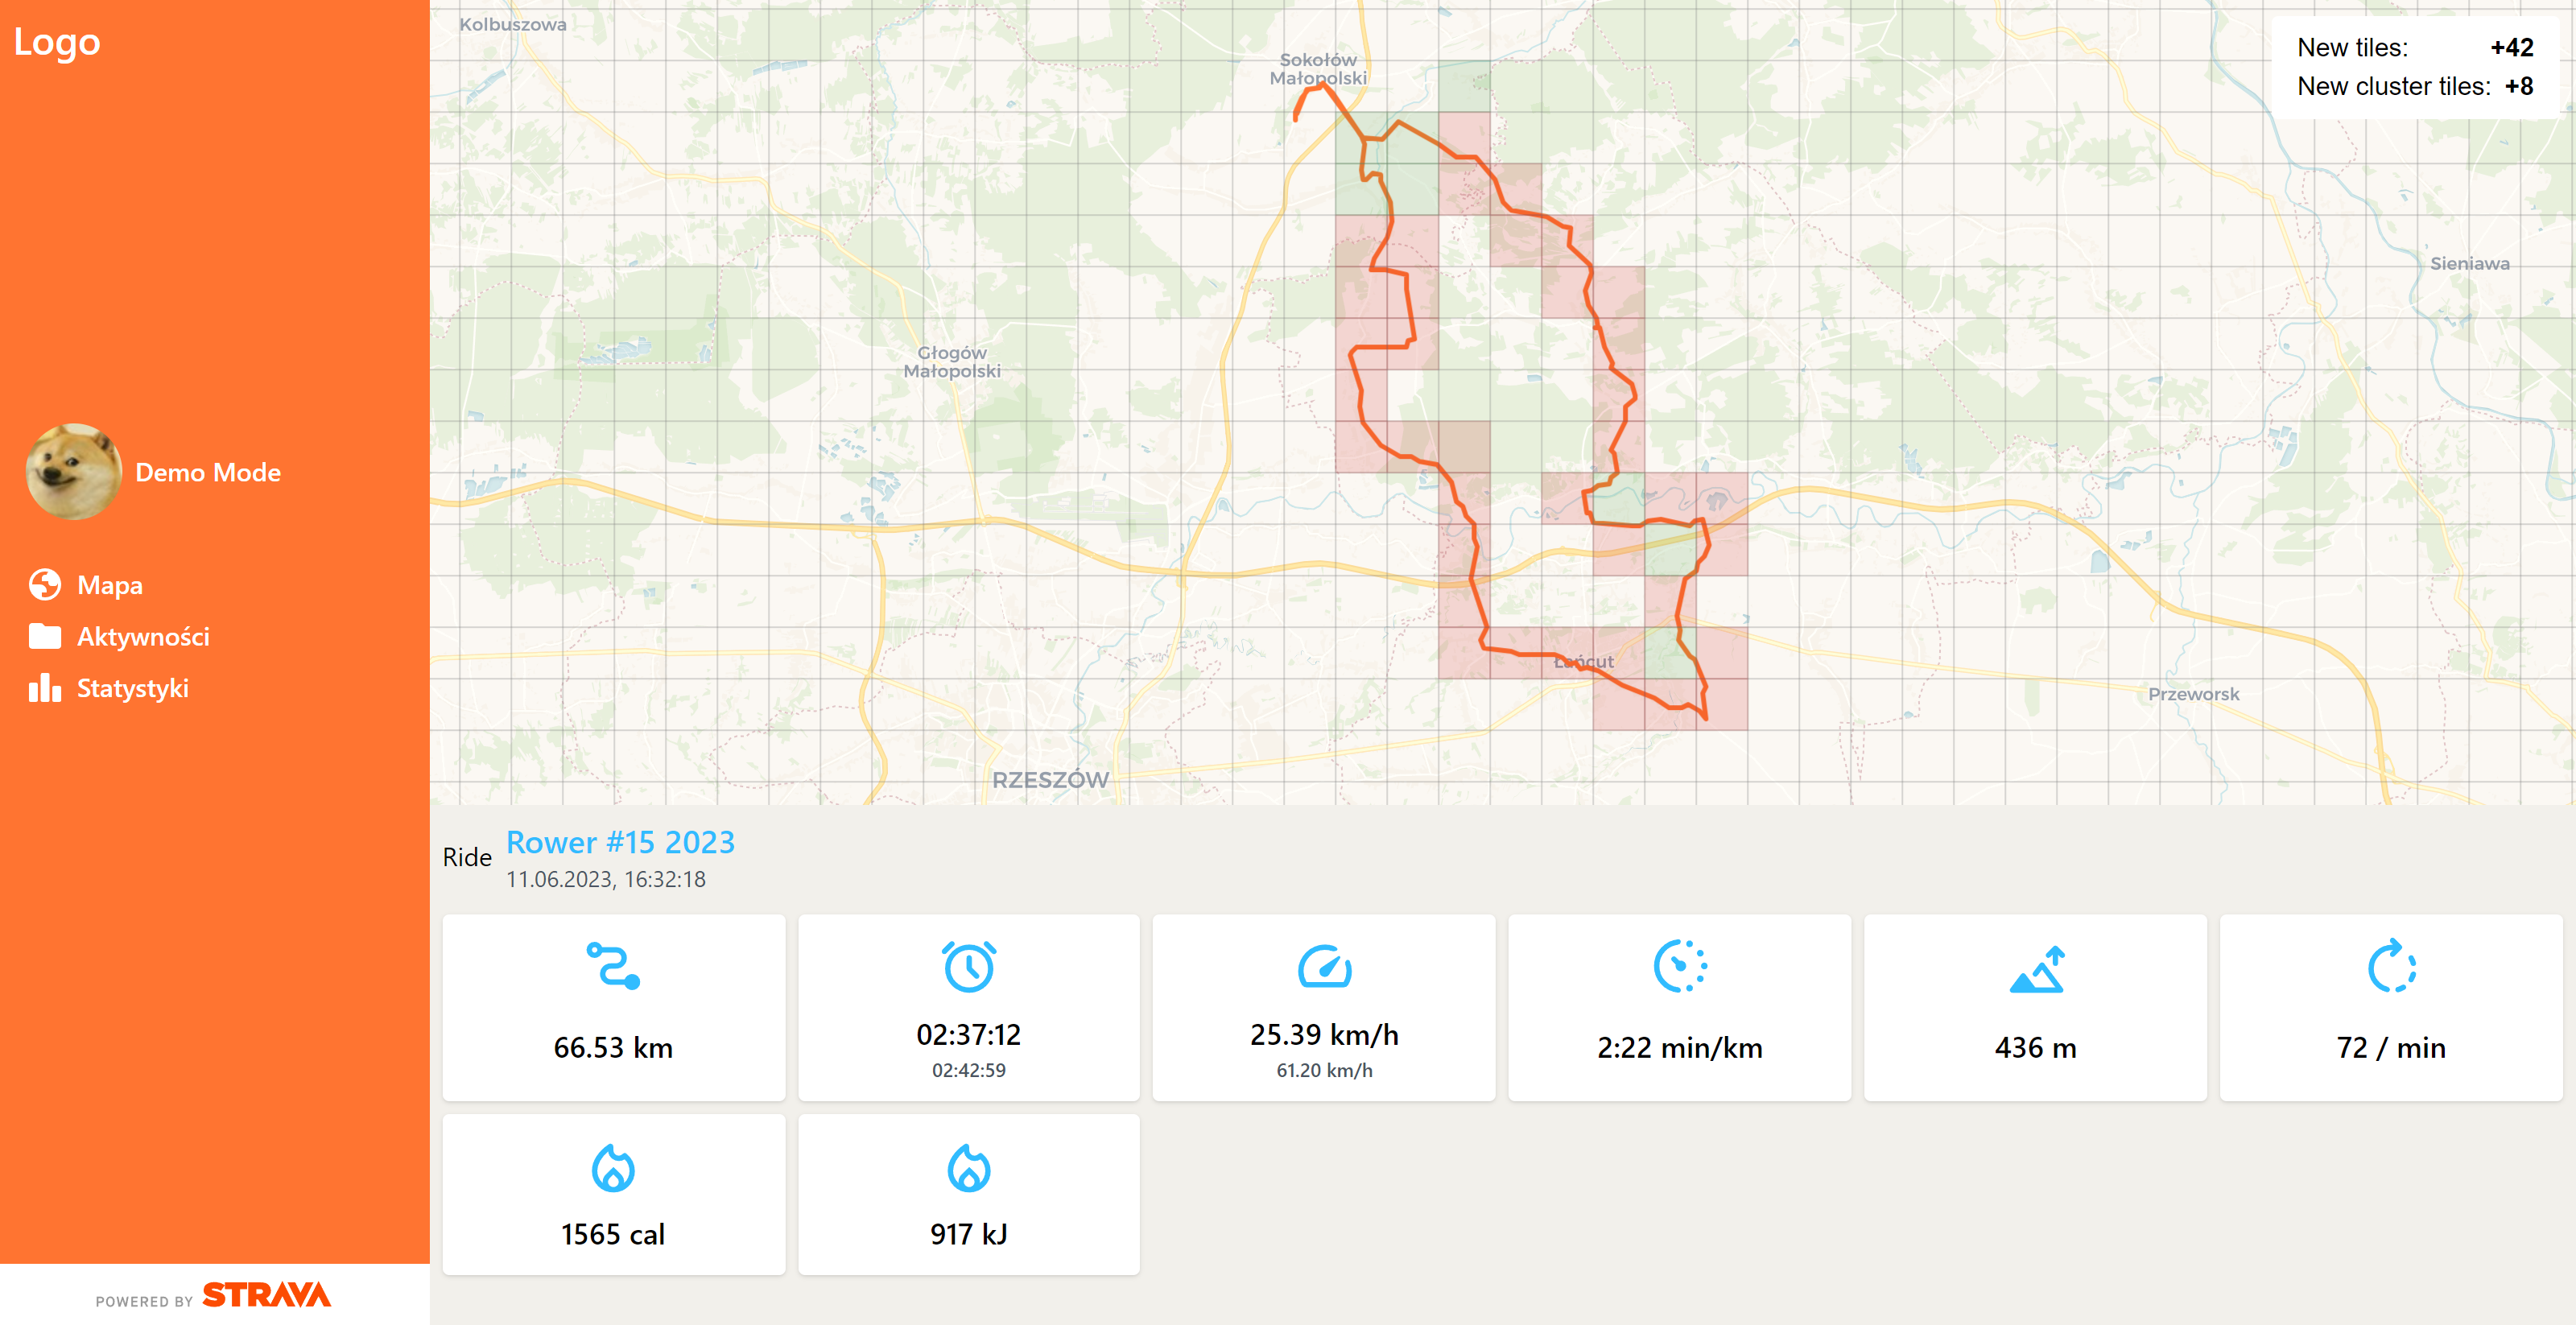 Logo
Demo Mode
Mapa
Aktywności
Statystyki
POWERED BY STRAVA
Kolbuszowa
Sokołów
Małopolski
Głogów
Małopolski
Sieniawa
Łańcut
Przeworsk
RZESZÓW
New tiles: +42
New cluster tiles: +8
Ride
Rower #15 2023
11.06.2023, 16:32:18
66.53 km
02:37:12
02:42:59
25.39 km/h
61.20 km/h
2:22 min/km
436 m
72 / min
1565 cal
917 kJ